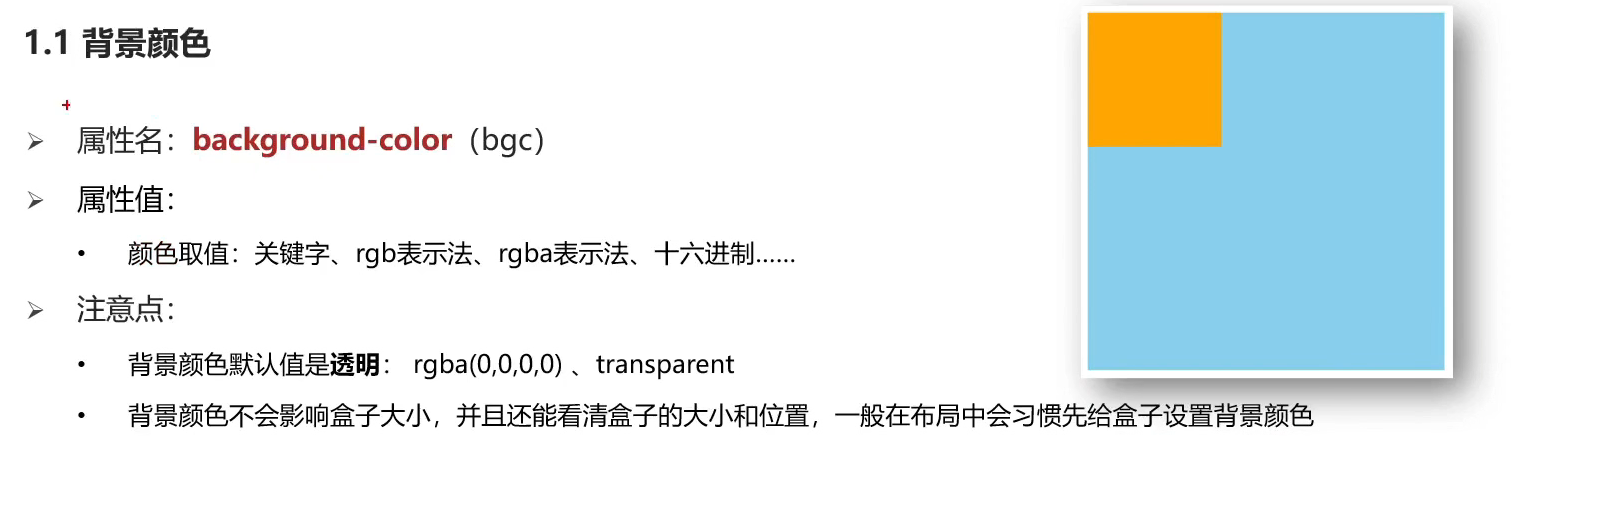 1.1 背景颜色
属性名：background-color（bgc）
属性值：
颜色取值：关键字、rgb表示法、rgba表示法、十六进制……
注意点：
背景颜色默认值是透明： rgba(0,0,0,0) 、transparent
背景颜色不会影响盒子大小，并且还能看清盒子的大小和位置，一般在布局中会习惯先给盒子设置背景颜色